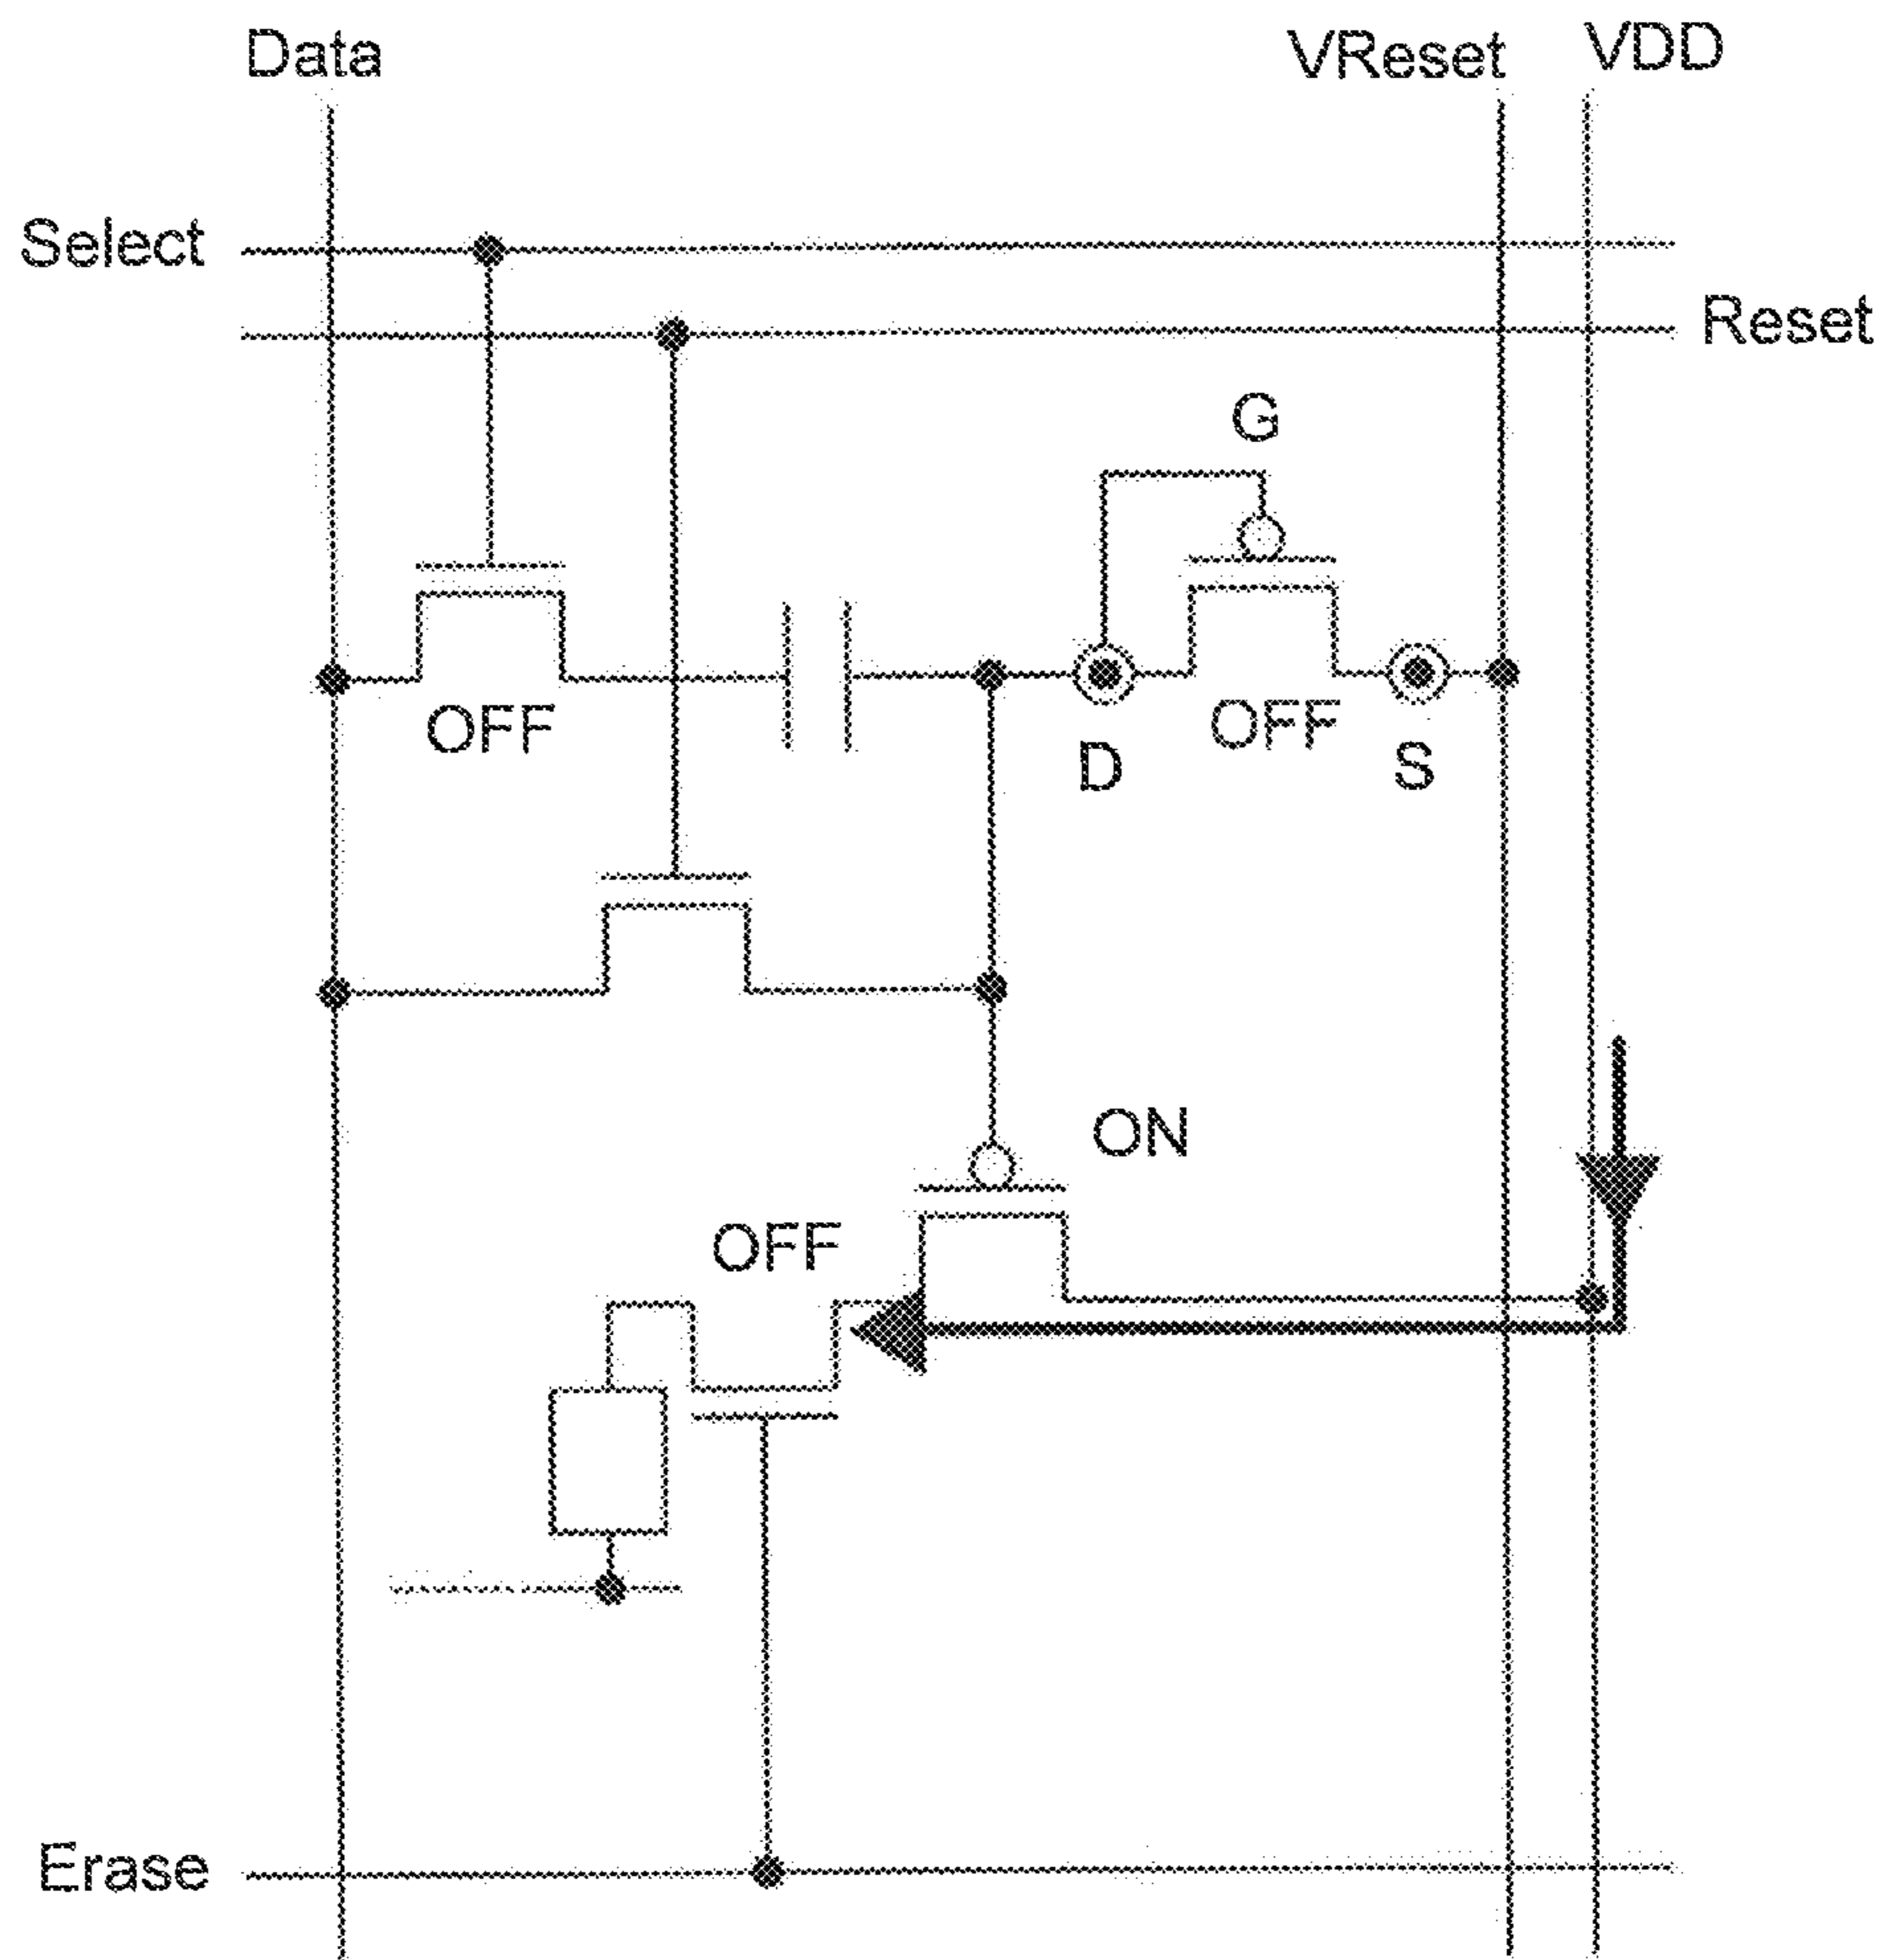 Data
VReset
VDD
Select
Reset
G
OFF
D
OFF
S
ON
OFF
Erase